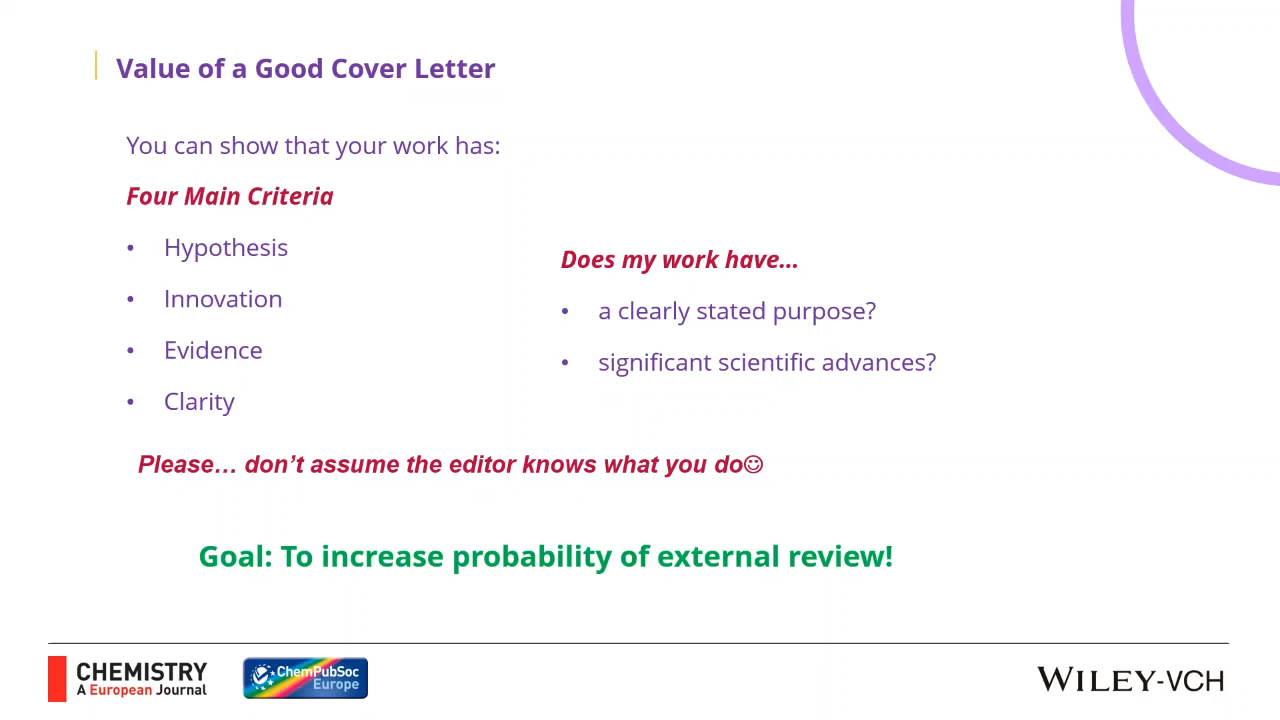 Value of a Good Cover Letter
You can show that your work has:
Four Main Criteria
• Hypothesis
• Innovation
• Evidence
• Clarity
Does my work have…
• a clearly stated purpose?
• significant scientific advances?
Please… don’t assume the editor knows what you do☺
Goal: To increase probability of external review!
CHEMISTRY
A European Journal
ChemPubSoc
Europe
WILEY-VCH